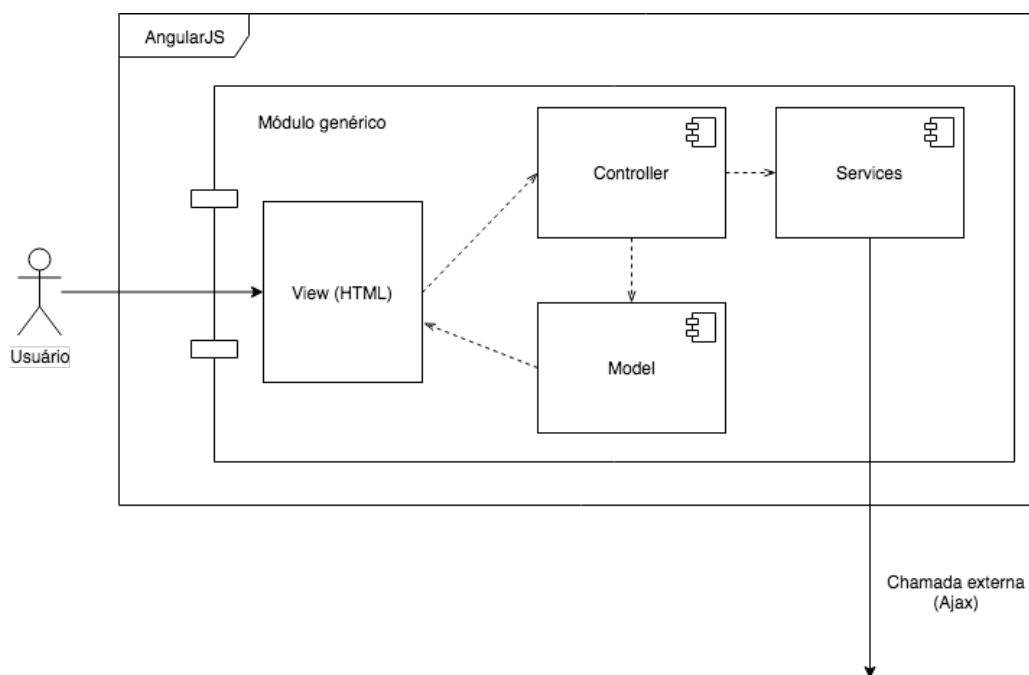 AngularJS
Módulo genérico
Controller
Services
View (HTML)
Usuário
Model
Chamada externa
(Ajax)